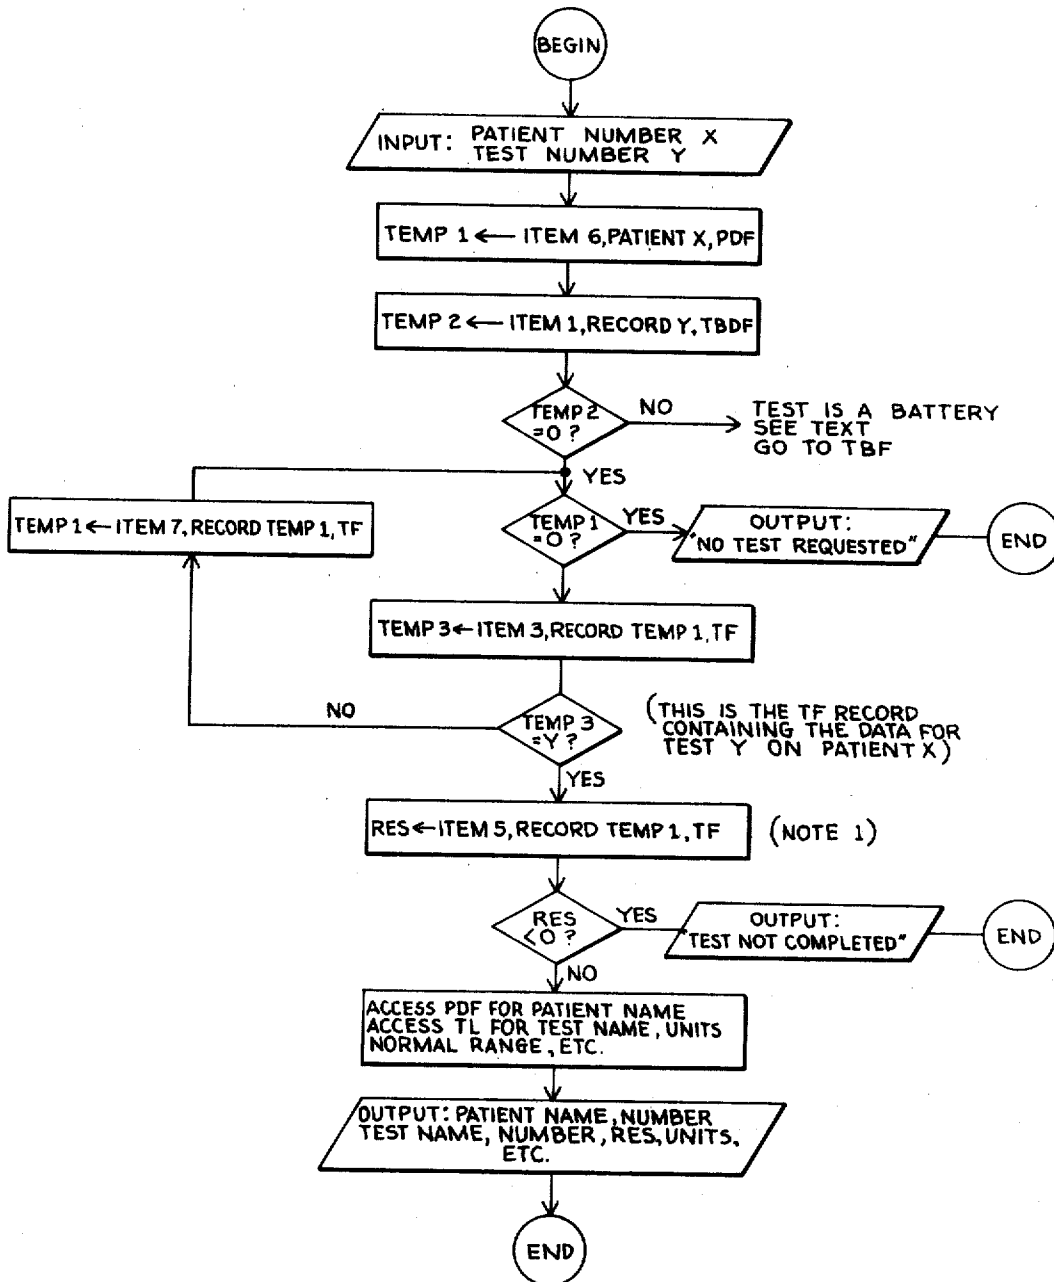 BEGIN
INPUT: PATIENT NUMBER X
TEST NUMBER Y
TEMP 1 ← ITEM 6, PATIENT X, PDF
TEMP 2 ← ITEM 1, RECORD Y, TBDF
TEMP 2
=0 ?
NO
TEST IS A BATTERY
SEE TEXT
GO TO TBF
YES
TEMP 1 ← ITEM 7, RECORD TEMP 1, TF
TEMP 1
=0 ?
YES
OUTPUT:
"NO TEST REQUESTED"
END
TEMP 3 ← ITEM 3, RECORD TEMP 1, TF
NO
TEMP 3
=Y ?
(THIS IS THE TF RECORD
CONTAINING THE DATA FOR
TEST Y ON PATIENT X)
YES
RES ← ITEM 5, RECORD TEMP 1, TF
(NOTE 1)
RES
<0 ?
YES
OUTPUT:
"TEST NOT COMPLETED"
END
NO
ACCESS PDF FOR PATIENT NAME
ACCESS TL FOR TEST NAME, UNITS
NORMAL RANGE, ETC.
OUTPUT: PATIENT NAME, NUMBER
TEST NAME, NUMBER, RES, UNITS,
ETC.
END